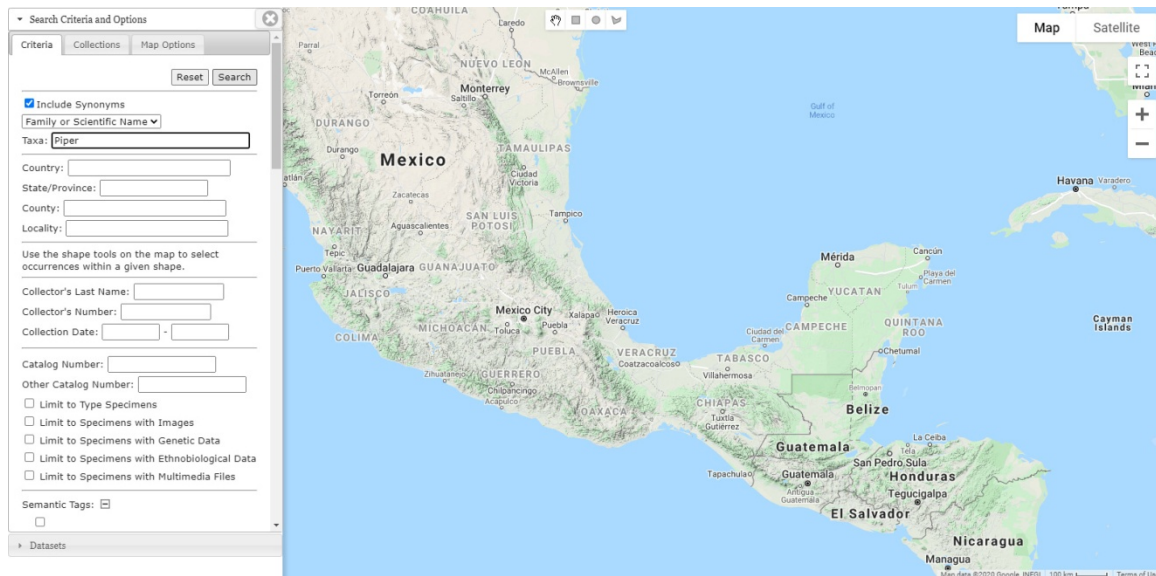 Search Criteria and Options
Criteria
Collections
Map Options
Reset
Search
Include Synonyms
Family or Scientific Name
Taxa: Piper
Country:
State/Province:
County:
Locality:
Use the shape tools on the map to select
occurrences within a given shape.
Collector's Last Name:
Collector's Number:
Collection Date: -
Catalog Number:
Other Catalog Number:
Limit to Type Specimens
Limit to Specimens with Images
Limit to Specimens with Genetic Data
Limit to Specimens with Ethnobiological Data
Limit to Specimens with Multimedia Files
Semantic Tags:
Datasets
Map
Satellite
COAHUILA
Laredo
Parral
NUEVO LEON
McAllen
Brownsville
Monterrey
Torreón
Saltillo
Gulf of
Mexico
DURANGO
Durango
TAMAULIPAS
Mexico
Ciudad
Victoria
Zacatecas
Havana
Varadero
SAN LUIS
POTOSI
Tampico
Aguascalientes
NAYARIT
Tepic
Puerto Vallarta
Guadalajara
GUANAJUATO
Mérida
Cancún
Playa del
Carmen
Tulum
YUCATAN
JALISCO
Campeche
Mexico City
Xalapa
Heroica
Veracruz
QUINTANA
ROO
Cayman
Islands
MICHOACÁN
Toluca
Puebla
COLIMA
Ciudad del
Carmen
CAMPECHE
PUEBLA
VERACRUZ
Coatzacoalcos
TABASCO
Chetumal
Zihuatanejo
GUERRERO
Villahermosa
Chilpancingo
Acapulco
Belmopan
OAXACA
CHIAPAS
Tuxtla
Gutiérrez
Belize
La Ceiba
Tela
Guatemala
San Pedro Sula
Tapachula
Guatemala
Honduras
Antigua
Guatemala
Tegucigalpa
El Salvador
Nicaragua
Managua
Map data ©2020 Google, INEGI
100 km
Terms of Us